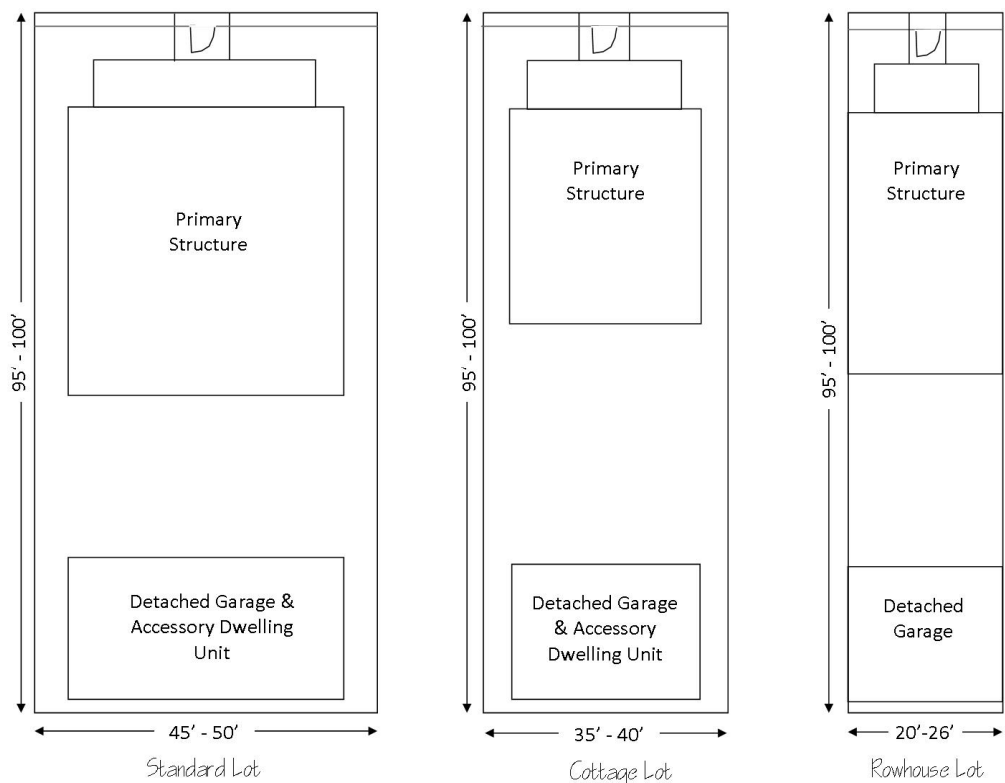 95’ - 100’
Primary
Structure
Detached Garage &
Accessory Dwelling
Unit
45’ - 50’
Standard Lot
95’ - 100’
Primary
Structure
Detached Garage
& Accessory
Dwelling Unit
35’ - 40’
Cottage Lot
95’ - 100’
Primary
Structure
Detached
Garage
20’-26’
Rowhouse Lot